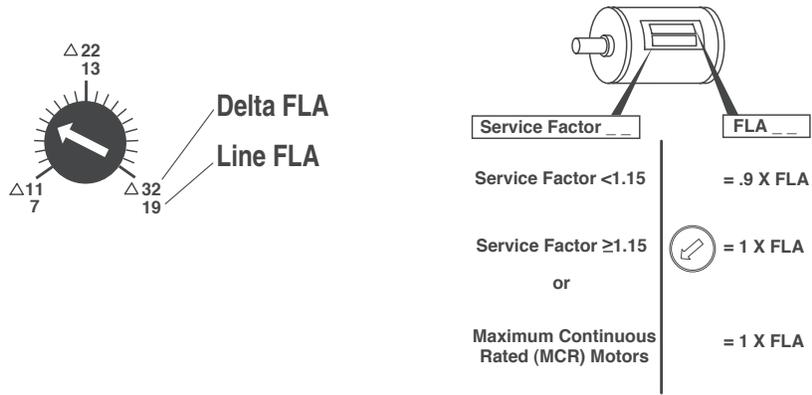 △22
13
Delta FLA
Line FLA
△11
7
△32
19
Service Factor _ _
FLA _ _
Service Factor <1.15
= .9 X FLA
Service Factor ≥1.15
= 1 X FLA
or
Maximum Continuous
Rated (MCR) Motors
= 1 X FLA